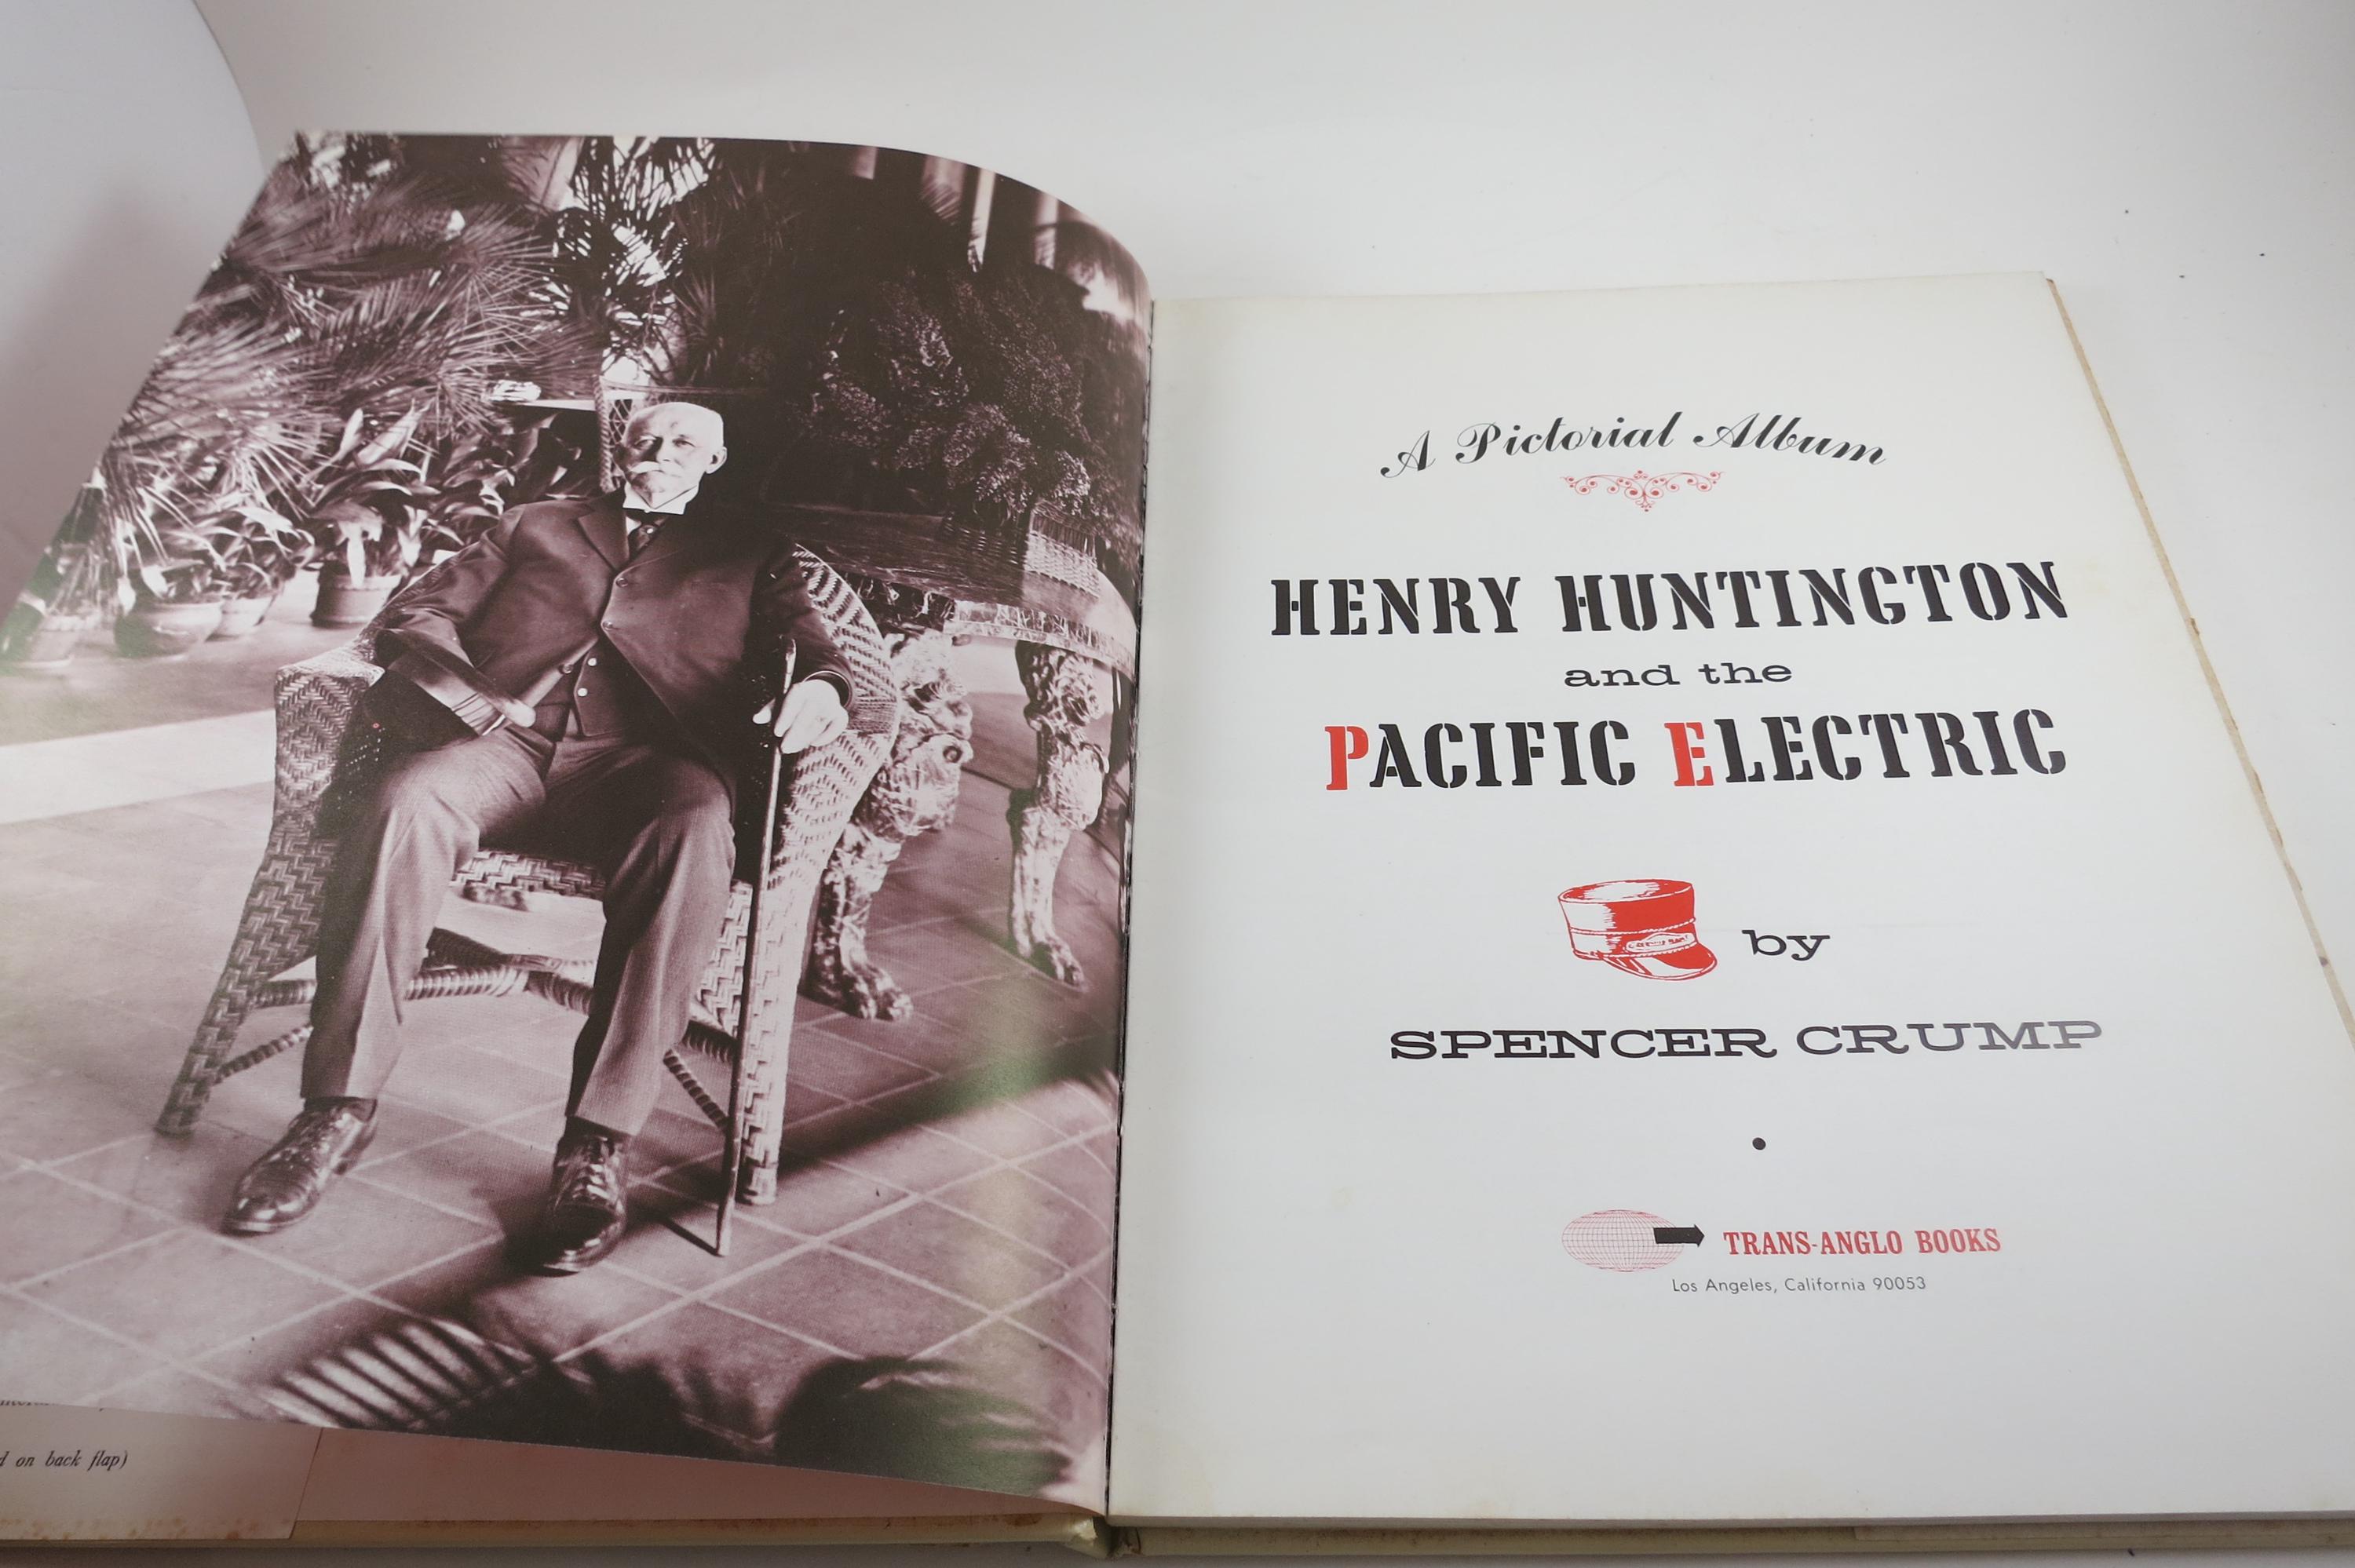 A Pictorial Album
HENRY HUNTINGTON
and the
PACIFIC ELECTRIC
by
SPENCER CRUMP
•
TRANS-ANGLO BOOKS
Los Angeles, California 90053
on back flap)